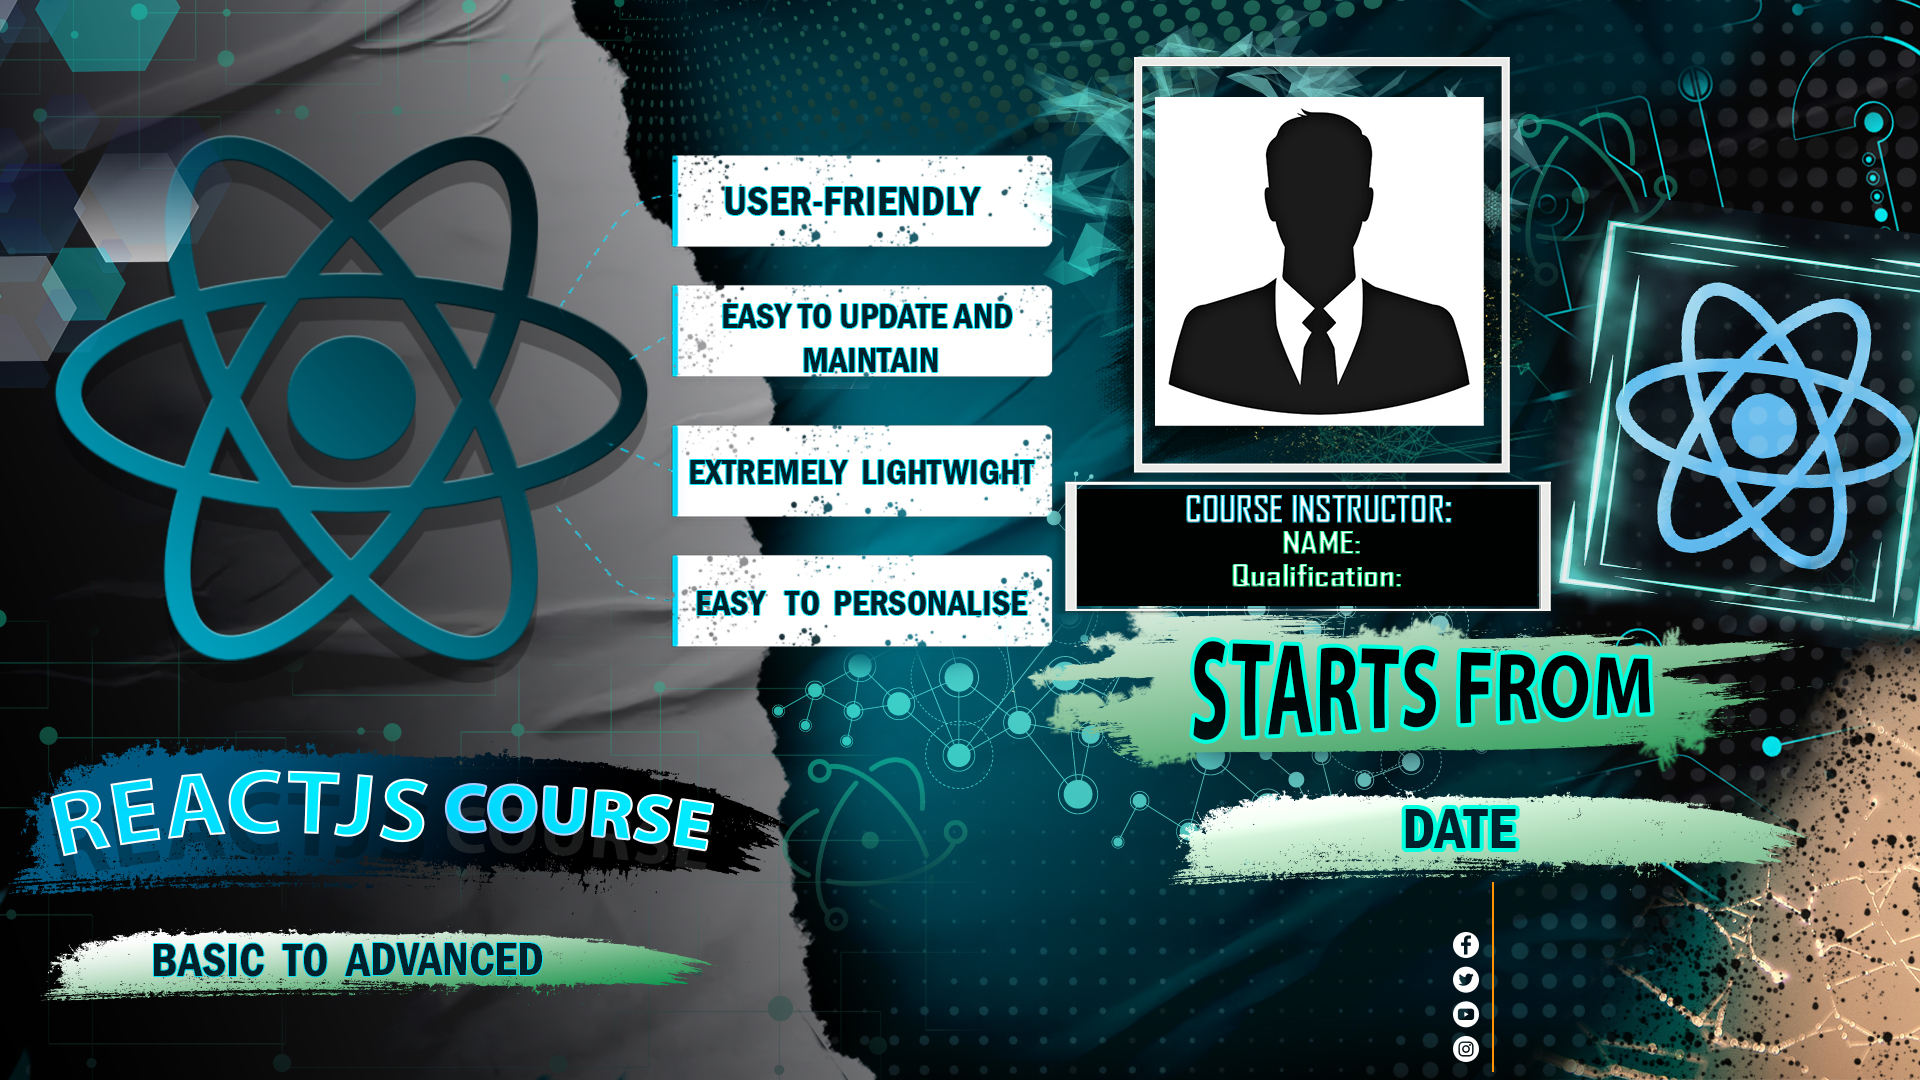 USER-FRIENDLY
EASY TO UPDATE AND
MAINTAIN
EXTREMELY LIGHTWIGHT
EASY TO PERSONALISE
COURSE INSTRUCTOR:
NAME:
Qualification:
STARTS FROM
DATE
REACTJS COURSE
BASIC TO ADVANCED